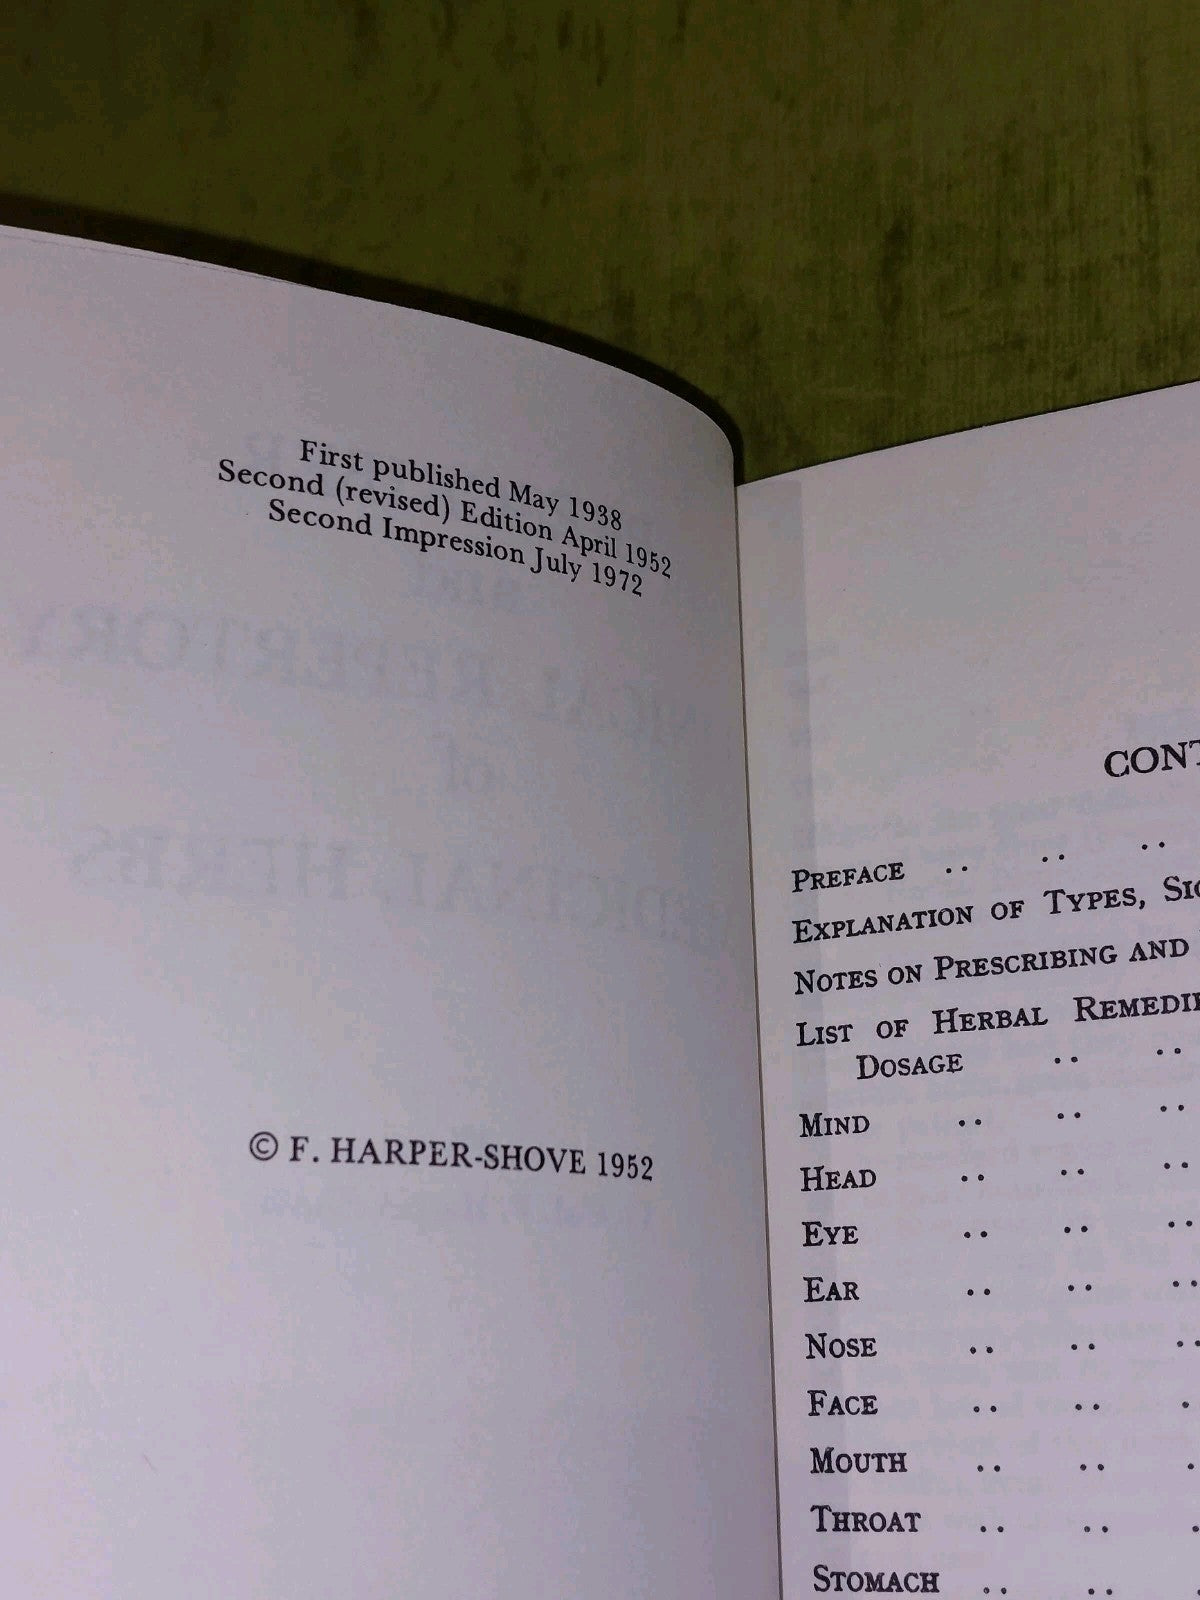 First published May 1938
Second (revised) Edition April 1952
Second Impression July 1972
© F. HARPER-SHOVE 1952
CONT
PREFACE .. .. ..
EXPLANATION OF TYPES, SIG
NOTES ON PRESCRIBING AND
LIST OF HERBAL REMEDIE
DOSAGE .. ..
MIND .. .. ..
HEAD .. .. ..
EYE .. .. ..
EAR .. .. ..
NOSE .. .. ..
FACE .. .. .
MOUTH .. .. .
THROAT .. .. .
STOMACH .. .. .